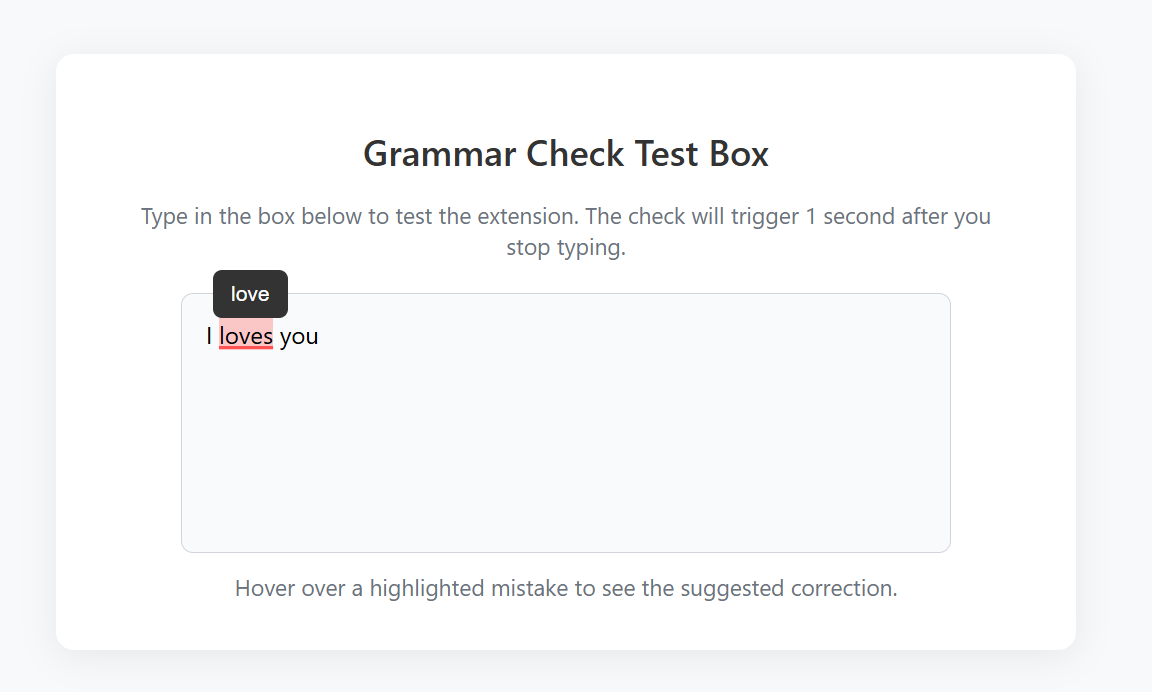 Grammar Check Test Box
Type in the box below to test the extension. The check will trigger 1 second after you
stop typing.
love
I loves you
Hover over a highlighted mistake to see the suggested correction.